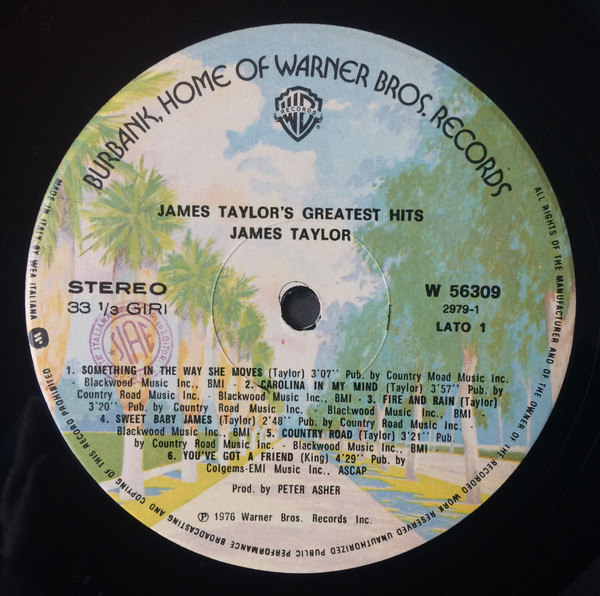 BURBANK, HOME OF WARNER BROS. RECORDS
RECORDS
JAMES TAYLOR'S GREATEST HITS
JAMES TAYLOR
STEREO
33 1/3 GIRI
W 56309
2979-1
LATO 1
SIAE
1. SOMETHING IN THE WAY SHE MOVES (Taylor) 3'07" Pub. by Country Road Music Inc. -
Blackwood Music Inc., BMI - 2. CAROLINA IN MY MIND (Taylor) 3'57" Pub. by
Country Road Music Inc. - Blackwood Music Inc., BMI - 3. FIRE AND RAIN (Taylor)
3'20" Pub. by Country Road Music Inc. - Blackwood Music Inc., BMI -
4. SWEET BABY JAMES (Taylor) 2'48" Pub. by Country Road Music Inc. -
Blackwood Music Inc., BMI - 5. COUNTRY ROAD (Taylor) 3'21" Pub.
by Country Road Music Inc. - Blackwood Music Inc., BMI -
6. YOU'VE GOT A FRIEND (King) 4'29" Pub. by
Colgems-EMI Music Inc., ASCAP
Prod. by PETER ASHER
℗ 1976 Warner Bros. Records Inc.
MADE IN ITALY BY WEA ITALIANA
ALL RIGHTS OF THE MANUFACTURER AND OF THE OWNER OF THE RECORDED WORK RESERVED UNAUTHORIZED PUBLIC PERFORMANCE BROADCASTING AND COPYING OF THIS RECORD PROHIBITED